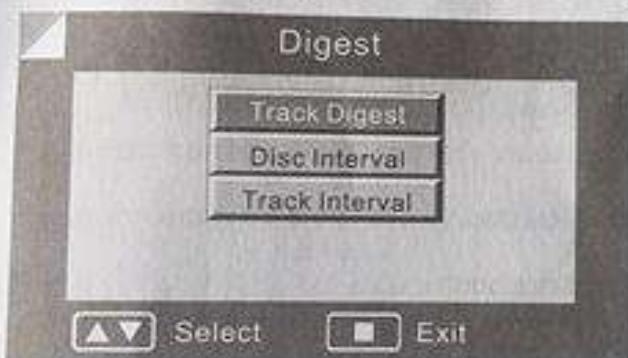 Digest
Track Digest
Disc Interval
Track Interval
▲▼ Select ■ Exit